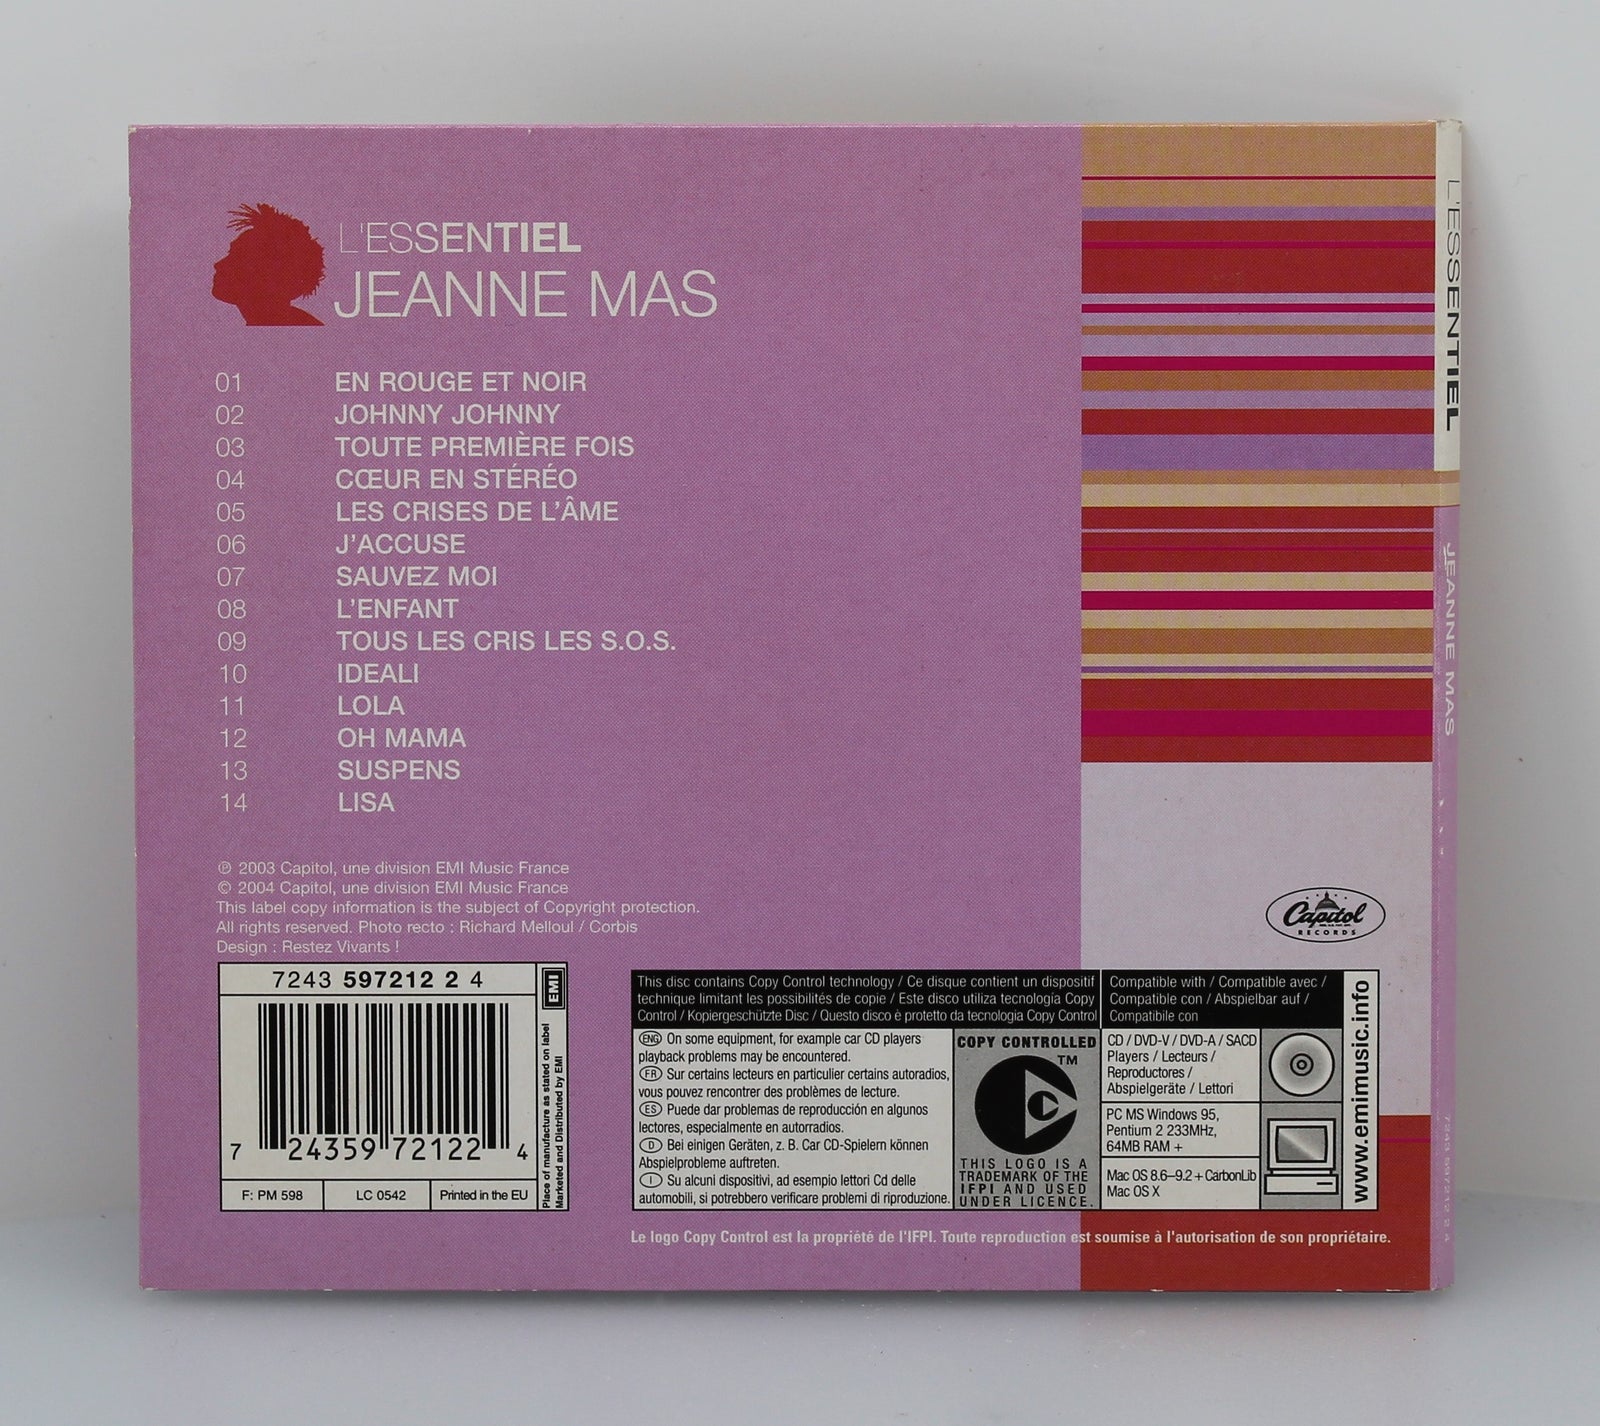 L'ESSENTIEL
JEANNE MAS
01 EN ROUGE ET NOIR
02 JOHNNY JOHNNY
03 TOUTE PREMIÈRE FOIS
04 CŒUR EN STÉRÉO
05 LES CRISES DE L'ÂME
06 J'ACCUSE
07 SAUVEZ MOI
08 L'ENFANT
09 TOUS LES CRIS LES S.O.S.
10 IDEALI
11 LOLA
12 OH MAMA
13 SUSPENS
14 LISA
℗ 2003 Capitol, une division EMI Music France
© 2004 Capitol, une division EMI Music France
This label copy information is the subject of Copyright protection.
All rights reserved. Photo recto : Richard Melloul / Corbis
Design : Restez Vivants !
7243 597212 2 4
7 24359 72122 4
F: PM 598
LC 0542
Printed in the EU
EMI
Place of manufacture as stated on label
Marketed and Distributed by EMI
Capitol
RECORDS
This disc contains Copy Control technology / Ce disque contient un dispositif
technique limitant les possibilités de copie / Este disco utiliza tecnología Copy
Control / Kopiergeschützte Disc / Questo disco è protetto da tecnologia Copy Control
Compatible with / Compatible avec /
Compatible con / Abspielbar auf /
Compatibile con
ENG On some equipment, for example car CD players
playback problems may be encountered.
FR Sur certains lecteurs en particulier certains autoradios,
vous pouvez rencontrer des problèmes de lecture.
ES Puede dar problemas de reproducción en algunos
lectores, especialmente en autorradios.
D Bei einigen Geräten, z. B. Car CD-Spielern können
Abspielprobleme auftreten.
I Su alcuni dispositivi, ad esempio lettori Cd delle
automobili, si potrebbero verificare problemi di riproduzione.
COPY CONTROLLED
TM
THIS LOGO IS A
TRADEMARK OF THE
IFPI AND USED
UNDER LICENCE.
CD / DVD-V / DVD-A / SACD
Players / Lecteurs /
Reproductores /
Abspielgeräte / Lettori
PC MS Windows 95,
Pentium 2 233MHz,
64MB RAM +
Mac OS 8.6–9.2 + CarbonLib
Mac OS X
www.emimusic.info
Le logo Copy Control est la propriété de l'IFPI. Toute reproduction est soumise à l'autorisation de son propriétaire.
L'ESSENTIEL
JEANNE MAS
7243 597212 2 4